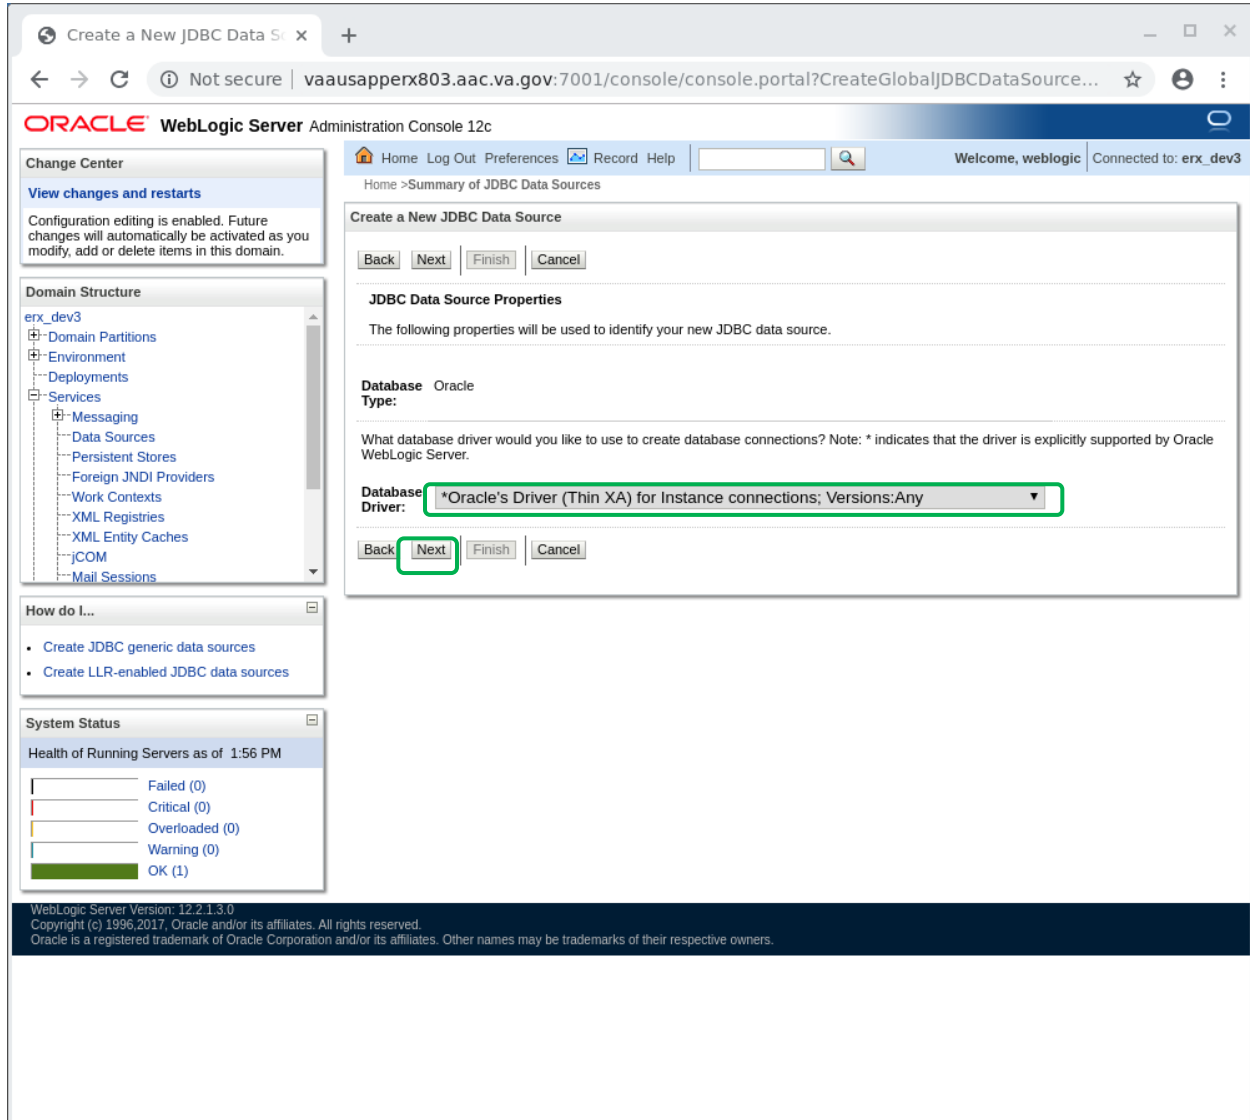 Create a New JDBC Data So
Not secure | vaausapperx803.aac.va.gov:7001/console/console.portal?CreateGlobalJDBCDataSource...
ORACLE WebLogic Server Administration Console 12c
Change Center
View changes and restarts
Configuration editing is enabled. Future
changes will automatically be activated as you
modify, add or delete items in this domain.
Domain Structure
erx_dev3
Domain Partitions
Environment
Deployments
Services
Messaging
Data Sources
Persistent Stores
Foreign JNDI Providers
Work Contexts
XML Registries
XML Entity Caches
jCOM
Mail Sessions
How do I...
Create JDBC generic data sources
Create LLR-enabled JDBC data sources
System Status
Health of Running Servers as of 1:56 PM
Failed (0)
Critical (0)
Overloaded (0)
Warning (0)
OK (1)
Home Log Out Preferences Record Help
Welcome, weblogic Connected to: erx_dev3
Home >Summary of JDBC Data Sources
Create a New JDBC Data Source
Back Next Finish Cancel
JDBC Data Source Properties
The following properties will be used to identify your new JDBC data source.
Database Type: Oracle
What database driver would you like to use to create database connections? Note: * indicates that the driver is explicitly supported by Oracle
WebLogic Server.
Database Driver: *Oracle's Driver (Thin XA) for Instance connections; Versions:Any
Back Next Finish Cancel
WebLogic Server Version: 12.2.1.3.0
Copyright (c) 1996,2017, Oracle and/or its affiliates. All rights reserved.
Oracle is a registered trademark of Oracle Corporation and/or its affiliates. Other names may be trademarks of their respective owners.